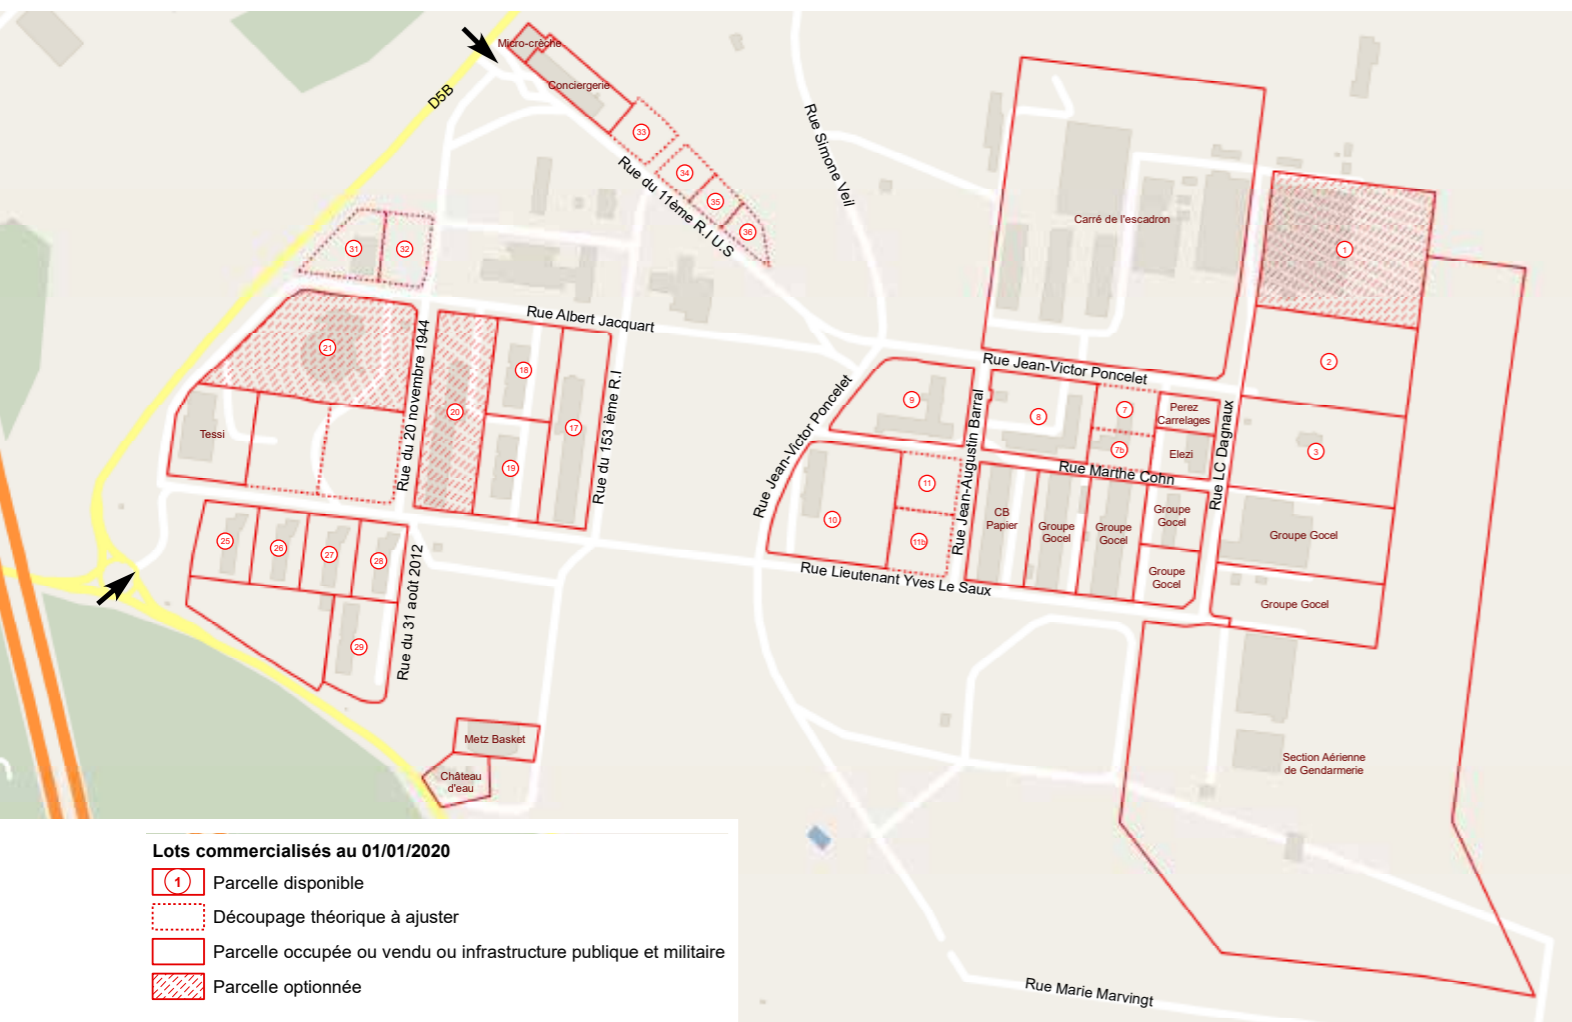 Micro-crèche
Conciergerie
D5B
33
34
35
36
Rue du 11ème R.I U.S
Rue Simone Veil
Carré de l'escadron
1
31
32
2
Rue Albert Jacquart
Rue du 20 novembre 1944
21
18
20
17
19
Rue du 153 ième R.I
Tessi
Rue Jean-Victor Poncelet
Rue Jean-Victor Poncelet
9
8
7
7b
Perez
Carrelages
Elezi
Rue LC Dagnaux
3
Rue Jean-Augustin Barral
Rue Marthe Cohn
10
11
11b
Rue Jean-Augustin Barral
CB
Papier
Groupe
Gocel
Groupe
Gocel
Groupe
Gocel
Groupe
Gocel
Groupe Gocel
Groupe Gocel
25
26
27
28
29
Rue du 31 août 2012
Rue Lieutenant Yves Le Saux
Metz Basket
Château
d'eau
Section Aérienne
de Gendarmerie
Rue Marie Marvingt
Lots commercialisés au 01/01/2020
1 Parcelle disponible
Découpage théorique à ajuster
Parcelle occupée ou vendu ou infrastructure publique et militaire
Parcelle optionnée